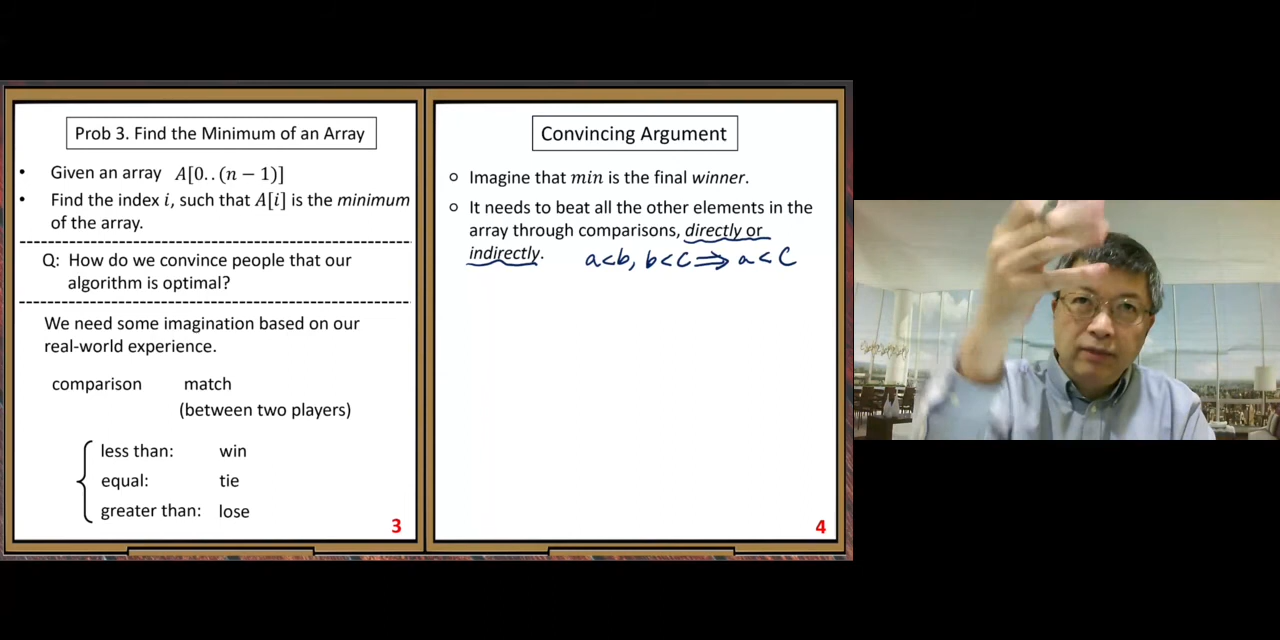 Prob 3. Find the Minimum of an Array
• Given an array A[0..(n − 1)]
• Find the index i, such that A[i] is the minimum
of the array.
Q: How do we convince people that our
algorithm is optimal?
We need some imagination based on our
real-world experience.
comparison match
(between two players)
less than: win
equal: tie
greater than: lose
3
Convincing Argument
○ Imagine that min is the final winner.
○ It needs to beat all the other elements in the
array through comparisons, directly or
indirectly. a<b, b<c ⇒ a<c
4